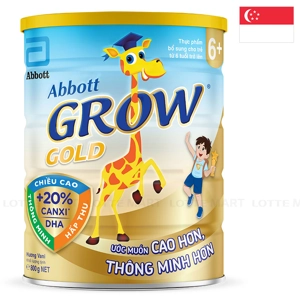 Thực phẩm
bổ sung cho trẻ
từ 6 tuổi trở lên
6+
Abbott
Abbott
GROW
GOLD
CHIỀU CAO
THÔNG MINH
HẤP THU
+20%
CANXI
DHA
ƯỚC MUỐN CAO HƠN,
THÔNG MINH HƠN
Hương Vani
900g NET